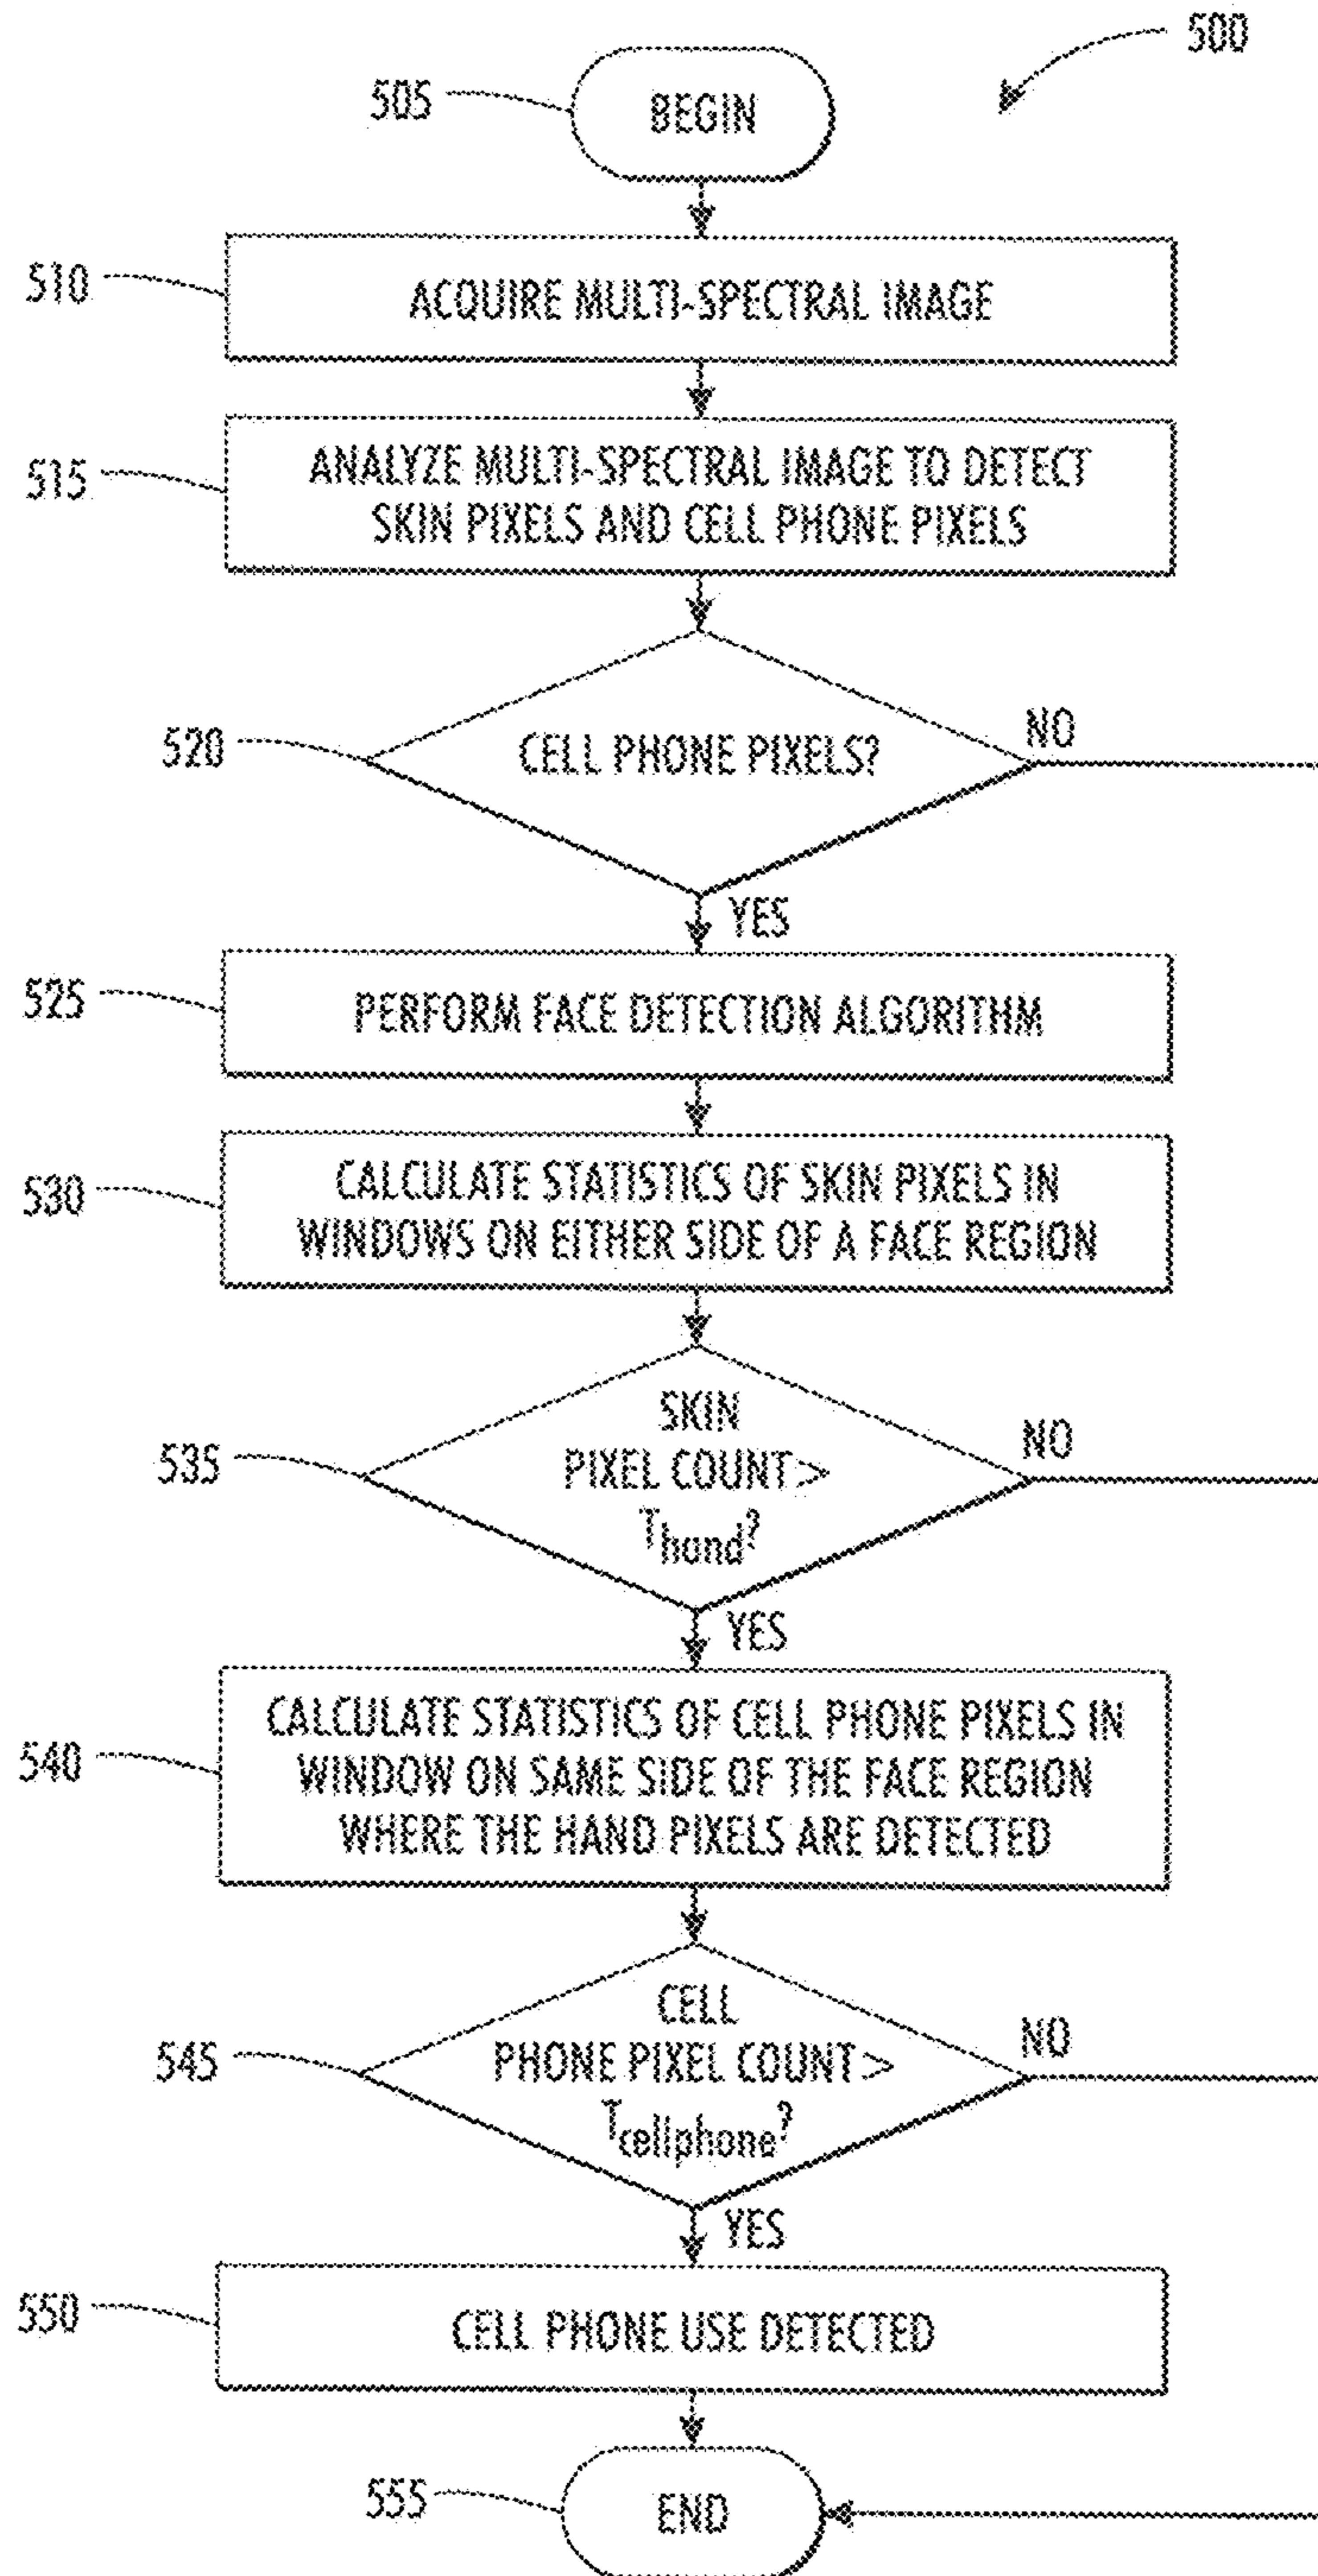 500
505
BEGIN
510
ACQUIRE MULTI-SPECTRAL IMAGE
515
ANALYZE MULTI-SPECTRAL IMAGE TO DETECT
SKIN PIXELS AND CELL PHONE PIXELS
520
CELL PHONE PIXELS?
NO
YES
525
PERFORM FACE DETECTION ALGORITHM
530
CALCULATE STATISTICS OF SKIN PIXELS IN
WINDOWS ON EITHER SIDE OF A FACE REGION
535
SKIN
PIXEL COUNT >
Thand?
NO
YES
540
CALCULATE STATISTICS OF CELL PHONE PIXELS IN
WINDOW ON SAME SIDE OF THE FACE REGION
WHERE THE HAND PIXELS ARE DETECTED
545
CELL
PHONE PIXEL COUNT >
Tcellphone?
NO
YES
550
CELL PHONE USE DETECTED
555
END